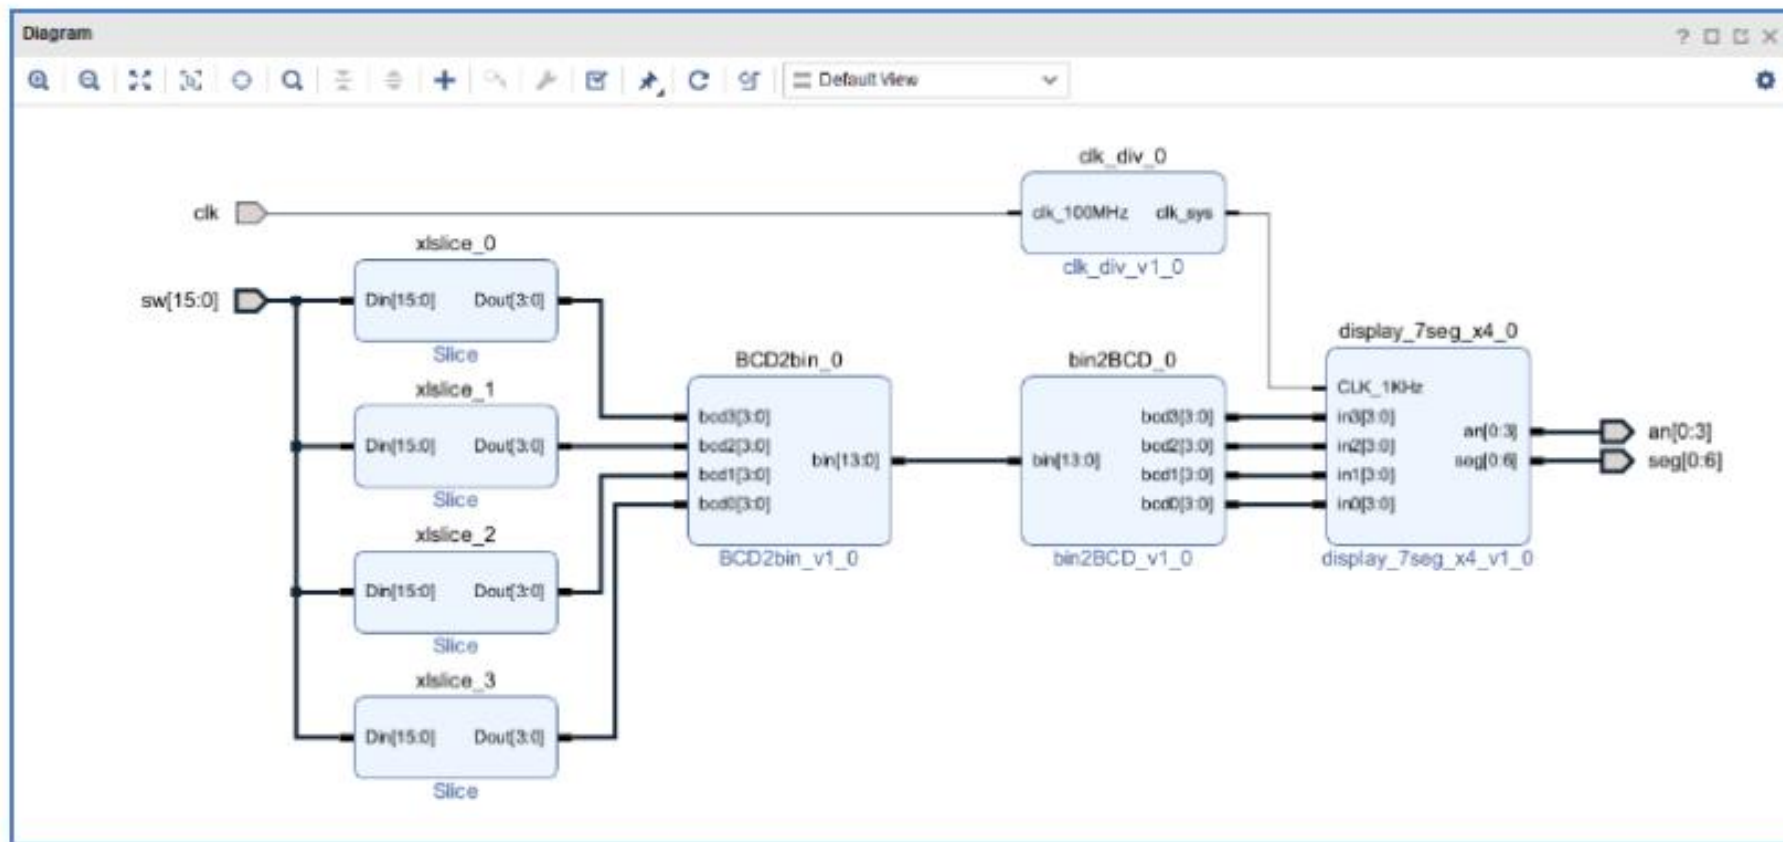 Diagram
Default View
clk
clk_div_0
clk_100MHz clk_sys
clk_div_v1_0
sw[15:0]
xlslice_0
Din[15:0] Dout[3:0]
Slice
xlslice_1
Din[15:0] Dout[3:0]
Slice
xlslice_2
Din[15:0] Dout[3:0]
Slice
xlslice_3
Din[15:0] Dout[3:0]
Slice
BCD2bin_0
bcd3[3:0]
bcd2[3:0]
bin[13:0]
bcd1[3:0]
bcd0[3:0]
BCD2bin_v1_0
bin2BCD_0
bcd3[3:0]
bcd2[3:0]
bin[13:0]
bcd1[3:0]
bcd0[3:0]
bin2BCD_v1_0
display_7seg_x4_0
CLK_1KHz
in3[3:0]
an[0:3]
in2[3:0]
seg[0:6]
in1[3:0]
in0[3:0]
display_7seg_x4_v1_0
an[0:3]
seg[0:6]